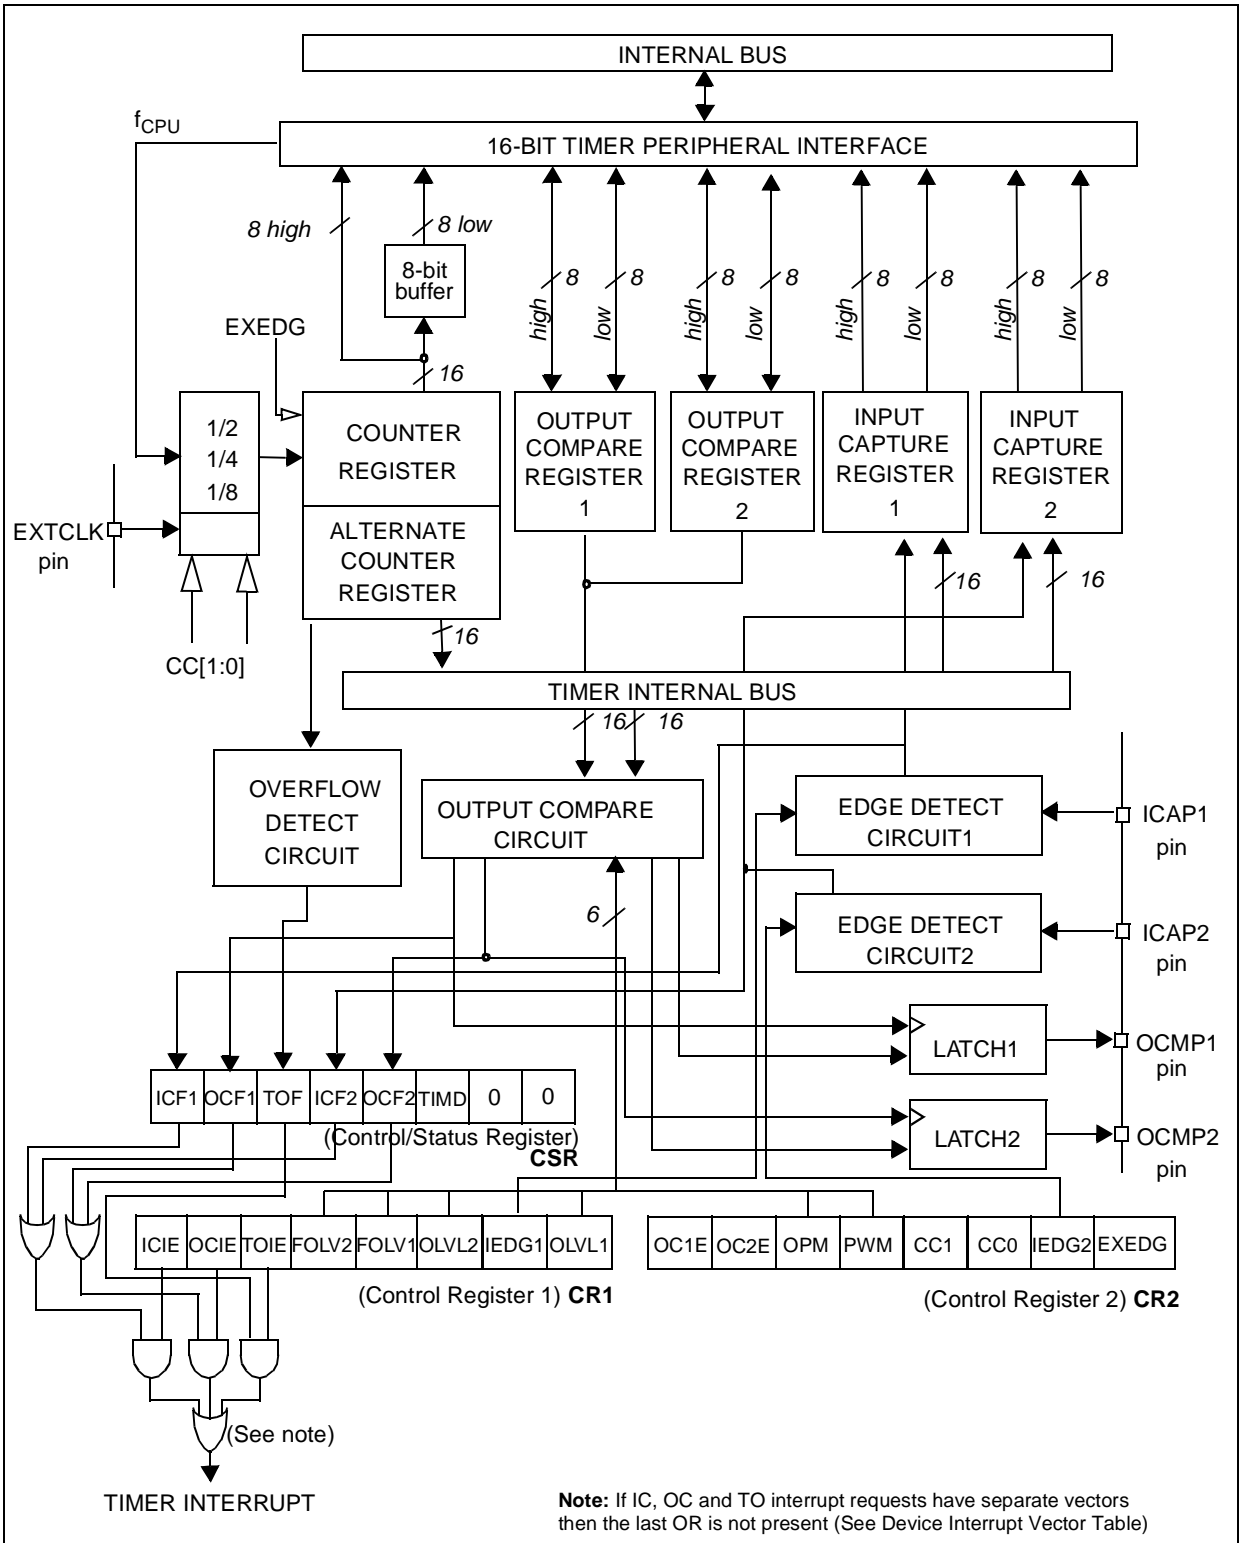 INTERNAL BUS
fCPU
16-BIT TIMER PERIPHERAL INTERFACE
8 high
8 low
8-bit
buffer
high
8
low
8
high
8
low
8
high
8
low
8
high
8
low
8
EXEDG
16
1/2
1/4
1/8
COUNTER
REGISTER
OUTPUT
COMPARE
REGISTER
1
OUTPUT
COMPARE
REGISTER
2
INPUT
CAPTURE
REGISTER
1
INPUT
CAPTURE
REGISTER
2
EXTCLK
pin
ALTERNATE
COUNTER
REGISTER
16
16
16
CC[1:0]
TIMER INTERNAL BUS
16
16
OVERFLOW
DETECT
CIRCUIT
OUTPUT COMPARE
CIRCUIT
EDGE DETECT
CIRCUIT1
ICAP1
pin
6
EDGE DETECT
CIRCUIT2
ICAP2
pin
LATCH1
OCMP1
pin
LATCH2
OCMP2
pin
ICF1 OCF1 TOF ICF2 OCF2 TIMD 0 0
(Control/Status Register)
CSR
ICIE OCIE TOIE FOLV2 FOLV1 OLVL2 IEDG1 OLVL1
OC1E OC2E OPM PWM CC1 CC0 IEDG2 EXEDG
(Control Register 1) CR1
(Control Register 2) CR2
(See note)
TIMER INTERRUPT
Note: If IC, OC and TO interrupt requests have separate vectors
then the last OR is not present (See Device Interrupt Vector Table)